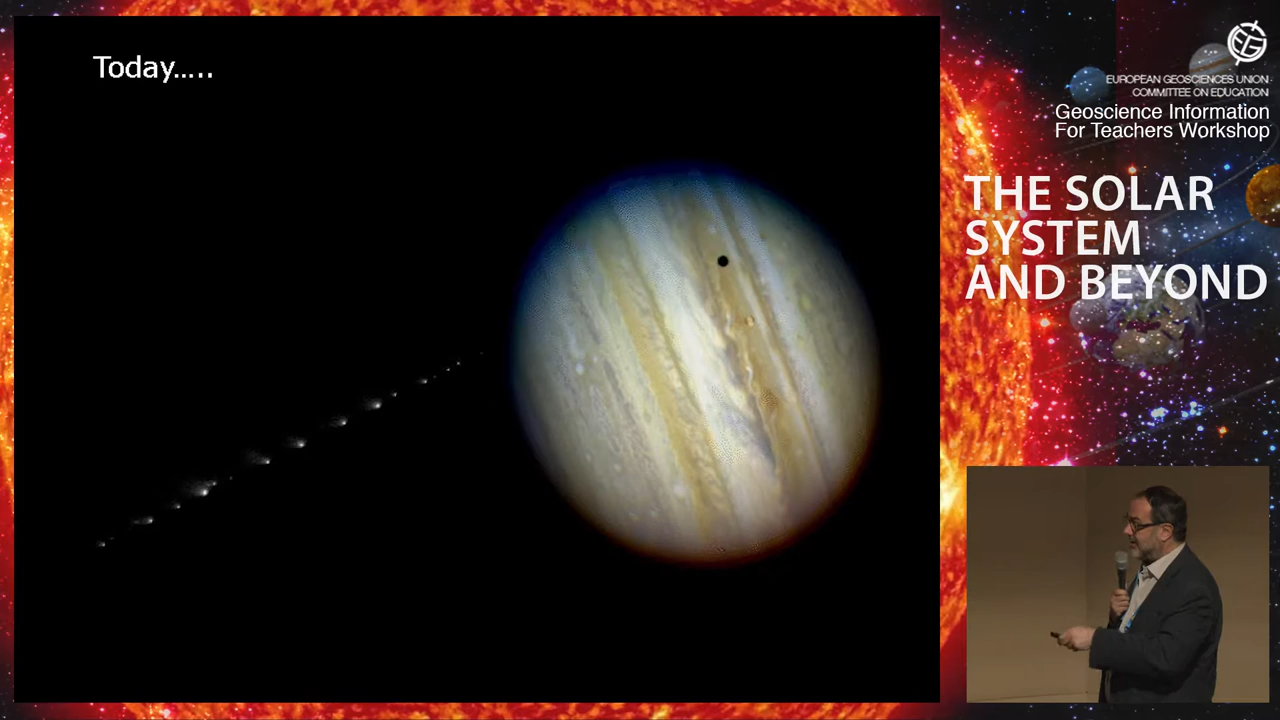 Today.....
EUROPEAN GEOSCIENCES UNION
COMMITTEE ON EDUCATION
Geoscience Information
For Teachers Workshop
THE SOLAR
SYSTEM
AND BEYOND